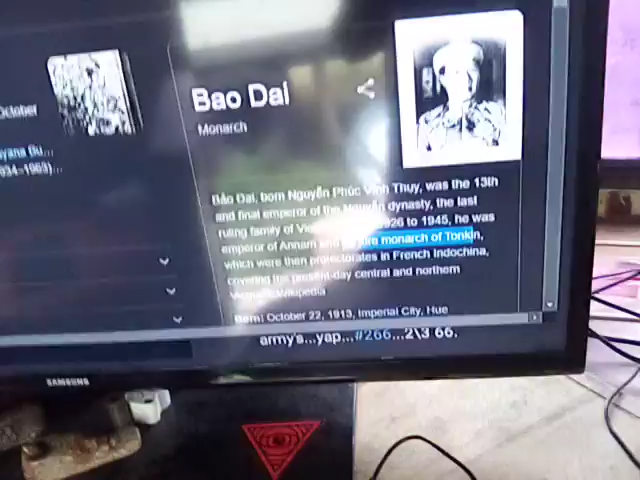 October
Bao Dai
Monarch
Bảo Đại, born Nguyễn Phúc Vĩnh Thụy, was the 13th
and final emperor of the Nguyễn dynasty, the last
ruling family of 1926 to 1945, he was
emperor of Annam and monarch of Tonkin,
which were then protectorates in French Indochina,
covering the present-day central and northern
Wikipedia
Born: October 22, 1913, Imperial City, Hue
army's...yap...#266...2\3 66.
SAMSUNG